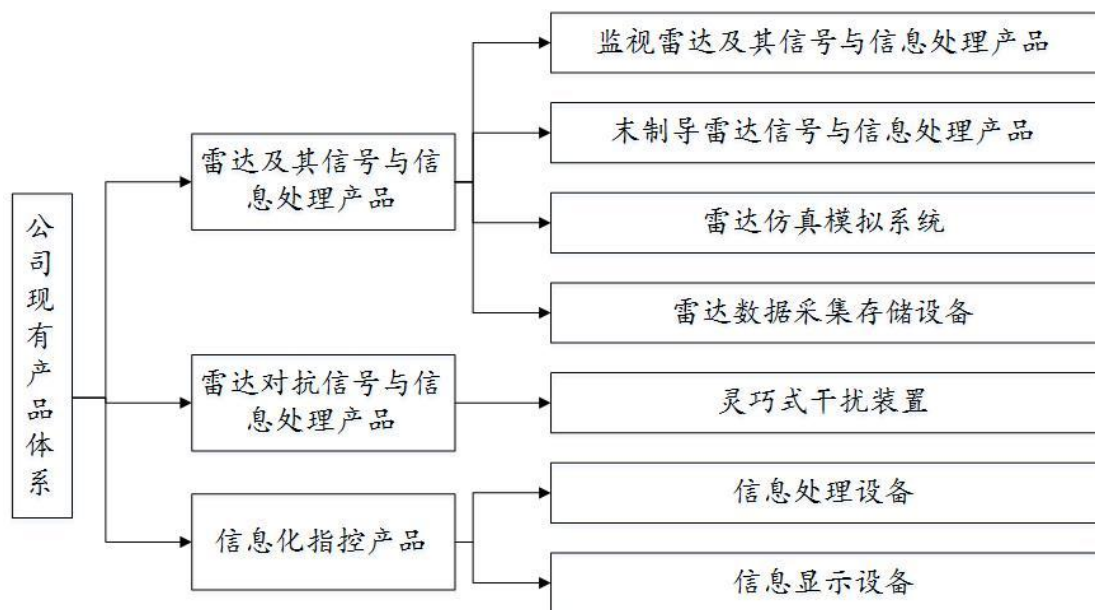 公司现有产品体系
雷达及其信号与信
息处理产品
监视雷达及其信号与信息处理产品
末制导雷达信号与信息处理产品
雷达仿真模拟系统
雷达数据采集存储设备
雷达对抗信号与信
息处理产品
灵巧式干扰装置
信息化指控产品
信息处理设备
信息显示设备